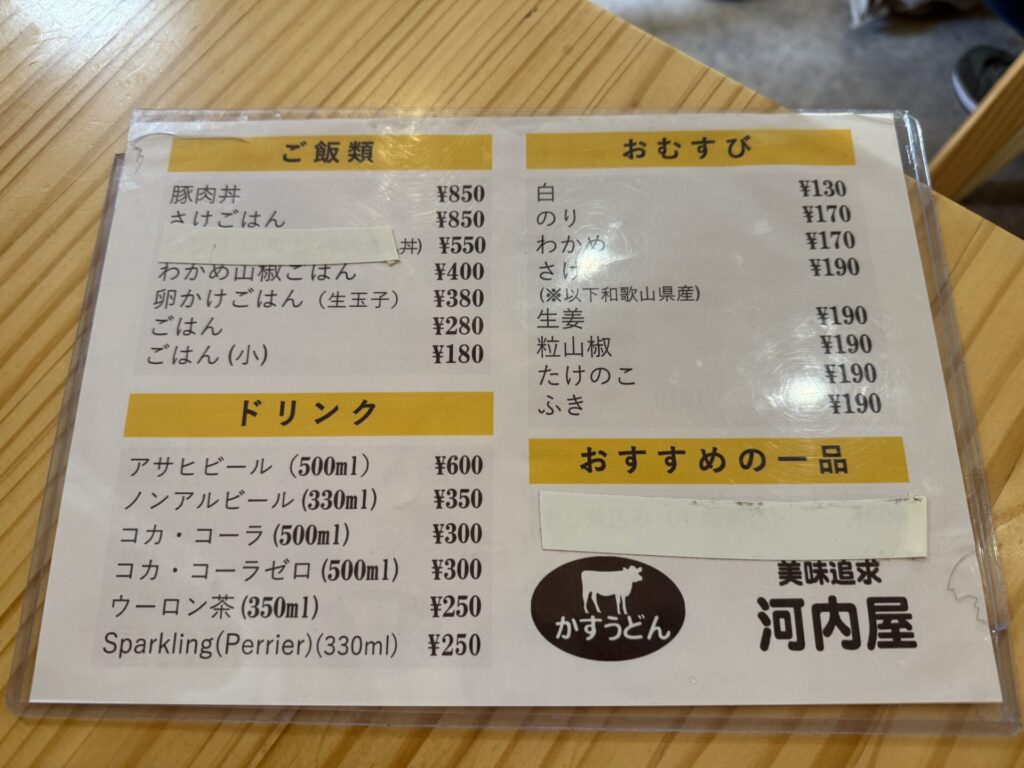 ご飯類
豚肉丼 ¥850
さけごはん ¥850
丼) ¥550
わかめ山椒ごはん ¥400
卵かけごはん（生玉子） ¥380
ごはん ¥280
ごはん(小) ¥180
ドリンク
アサヒビール（500ml） ¥600
ノンアルビール(330ml) ¥350
コカ・コーラ(500ml) ¥300
コカ・コーラゼロ(500ml) ¥300
ウーロン茶(350ml) ¥250
Sparkling(Perrier)(330ml) ¥250
おむすび
白 ¥130
のり ¥170
わかめ ¥170
さけ ¥190
(※以下和歌山県産)
生姜 ¥190
粒山椒 ¥190
たけのこ ¥190
ふき ¥190
おすすめの一品
かすうどん
美味追求
河内屋